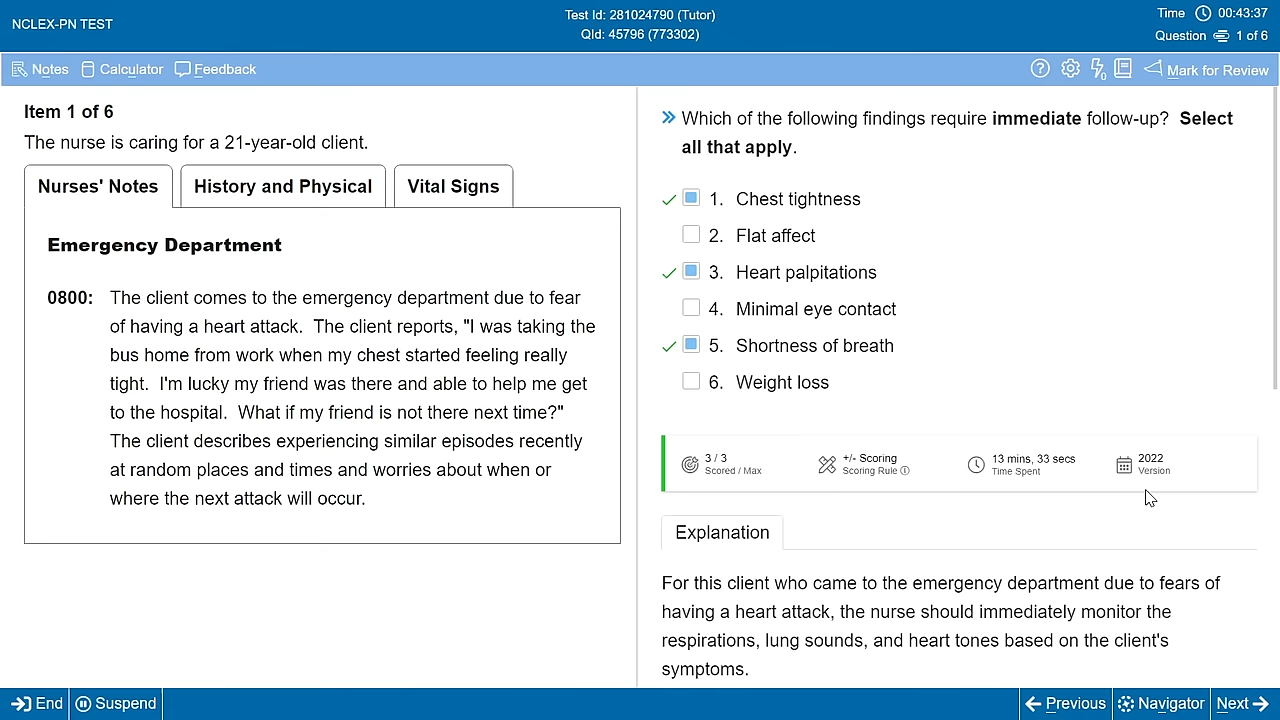 NCLEX-PN TEST
Test Id: 281024790 (Tutor)
QId: 45796 (773302)
Time 00:43:37
Question 1 of 6
Notes Calculator Feedback
Mark for Review
Item 1 of 6
The nurse is caring for a 21-year-old client.
Nurses' Notes History and Physical Vital Signs
Emergency Department
0800: The client comes to the emergency department due to fear
of having a heart attack. The client reports, "I was taking the
bus home from work when my chest started feeling really
tight. I'm lucky my friend was there and able to help me get
to the hospital. What if my friend is not there next time?"
The client describes experiencing similar episodes recently
at random places and times and worries about when or
where the next attack will occur.
Which of the following findings require immediate follow-up? Select
all that apply.
1. Chest tightness
2. Flat affect
3. Heart palpitations
4. Minimal eye contact
5. Shortness of breath
6. Weight loss
3 / 3
Scored / Max
+/- Scoring
Scoring Rule
13 mins, 33 secs
Time Spent
2022
Version
Explanation
For this client who came to the emergency department due to fears of
having a heart attack, the nurse should immediately monitor the
respirations, lung sounds, and heart tones based on the client's
symptoms.
End Suspend
Previous Navigator Next